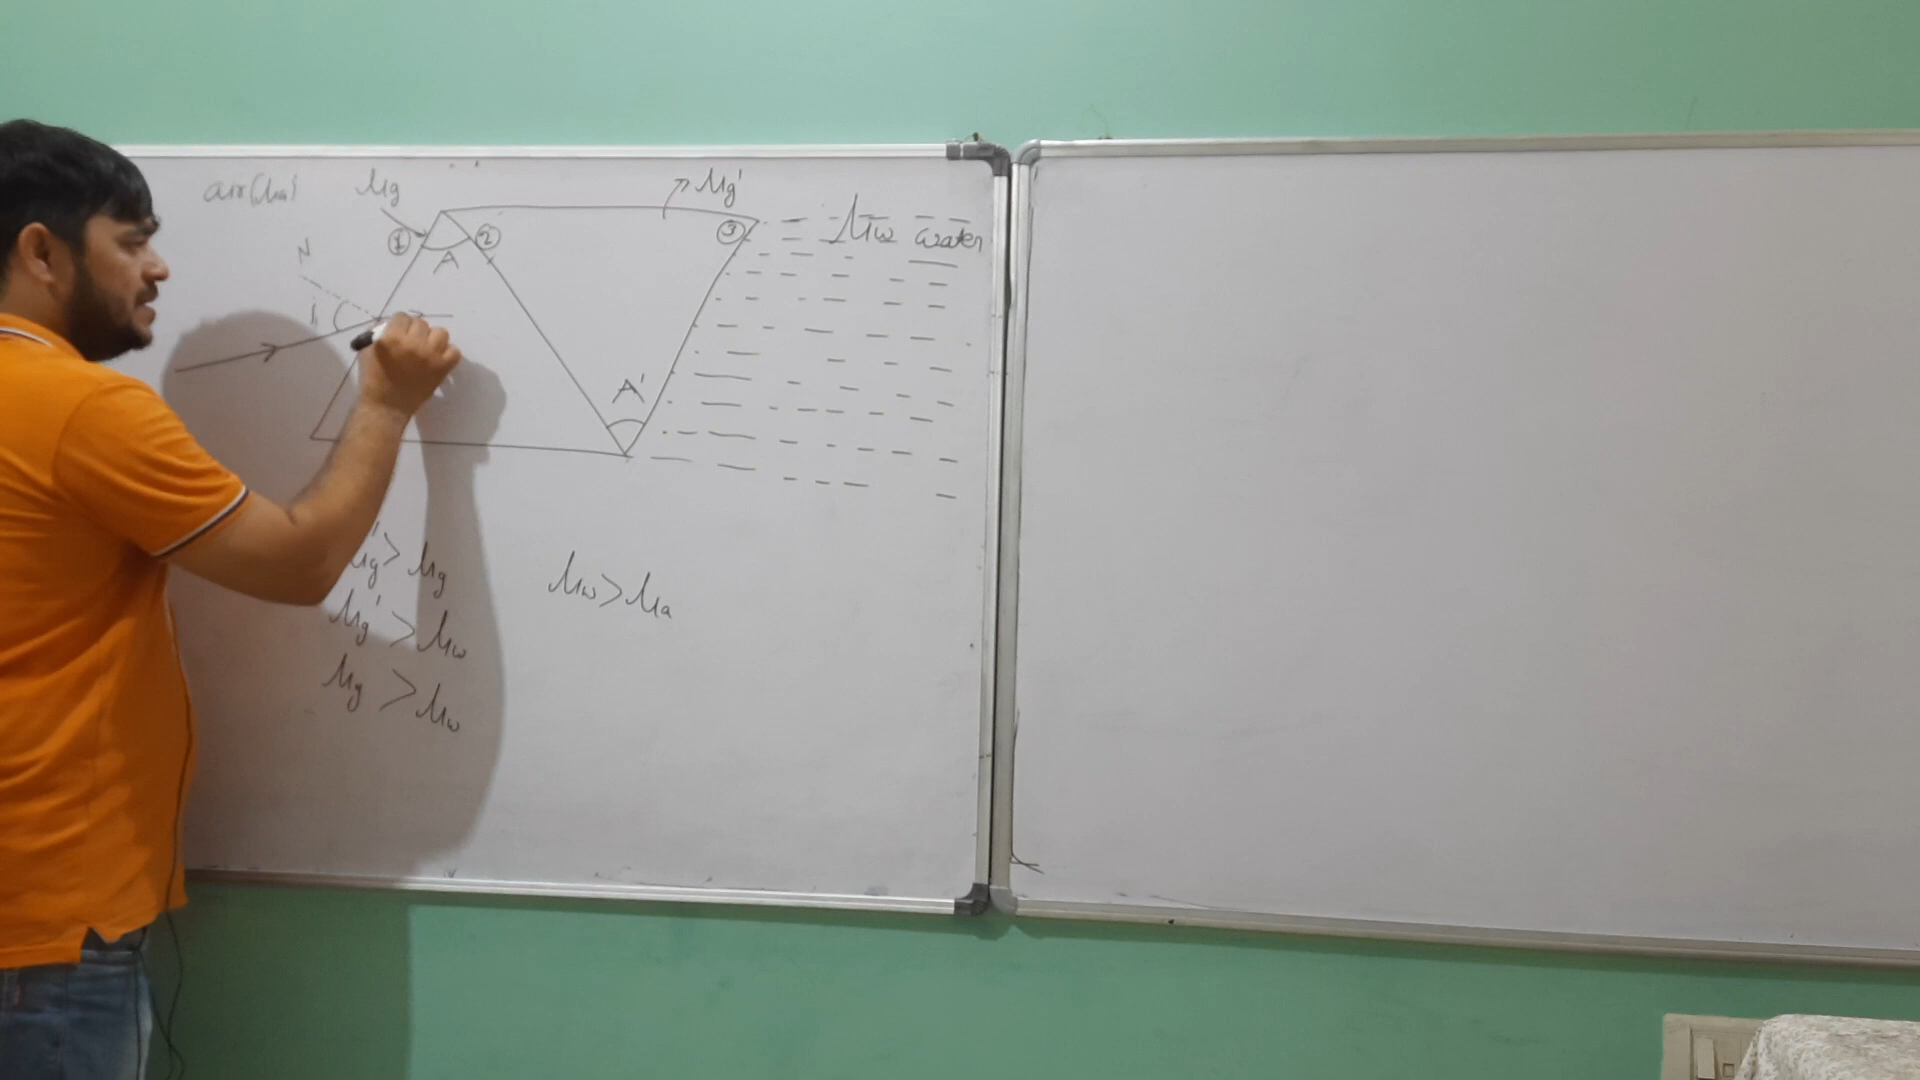 air(μa)
μg
μg'
① ② ③
μw water
A
N
i
A'
μg' > μg
μw > μa
μg' > μw
μg > μw